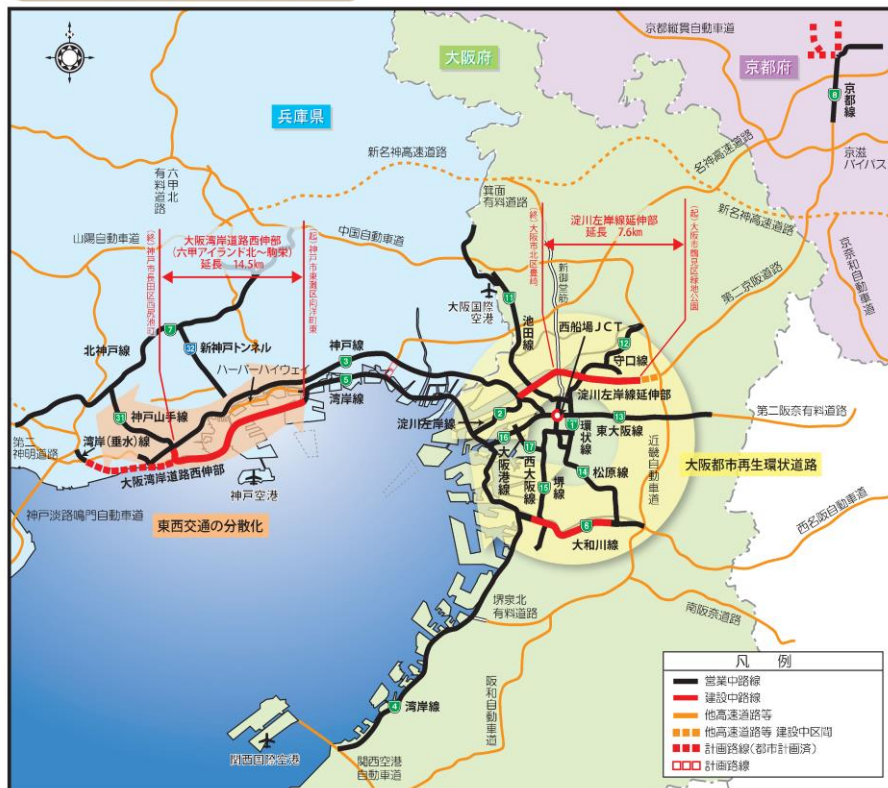 京都縦貫自動車道
大阪府
京都府
8
京都線
兵庫県
新名神高速道路
名神高速道路
京滋
バイパス
六甲北
有料道路
箕面
有料道路
新名神高速道路
京奈和自動車道
山陽自動車道
中国自動車道
(終)神戸市長田区西尻池町
大阪湾岸道路西伸部
(六甲アイランド北～駒栄)
延長 14.5km
(起)神戸市東灘区向洋町東
(終)大阪市北区豊崎
淀川左岸線延伸部
延長 7.6km
(起)大阪市鶴見区緑地公園
新御堂筋
第二京阪道路
大阪国際
空港
11
池田線
西船場JCT
12
守口線
7
北神戸線
32
新神戸トンネル
神戸線
3
ハーバーハイウェイ
5
湾岸線
淀川左岸線延伸部
2
淀川左岸線
31
神戸山手線
1
環状線
13
東大阪線
第二阪奈有料道路
第二
神明道路
湾岸(垂水)線
大阪湾岸道路西伸部
神戸空港
16
大阪港線
17
西大阪線
15
堺線
14
松原線
近畿自動車道
大阪都市再生環状道路
神戸淡路鳴門自動車道
東西交通の分散化
6
大和川線
西名阪自動車道
堺泉北
有料道路
南阪奈道路
阪和自動車道
4
湾岸線
関西国際空港
関西空港
自動車道
凡例
営業中路線
建設中路線
他高速道路等
他高速道路等 建設中区間
計画路線(都市計画済)
計画路線